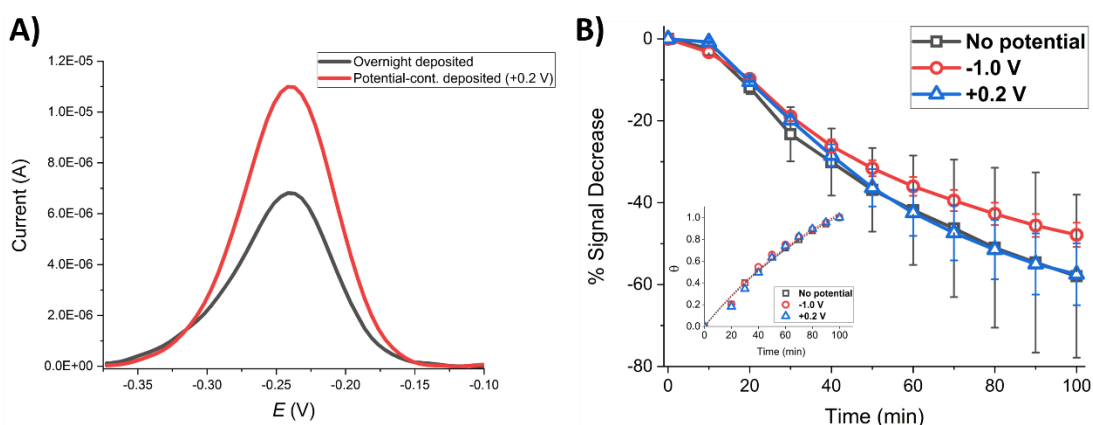 A)
Overnight deposited
Potential-cont. deposited (+0.2 V)
1.2E-05
1.0E-05
8.0E-06
6.0E-06
4.0E-06
2.0E-06
0.0E+00
Current (A)
-0.35
-0.30
-0.25
-0.20
-0.15
-0.10
E (V)
B)
No potential
-1.0 V
+0.2 V
0
-20
-40
-60
-80
% Signal Decrease
0
20
40
60
80
100
Time (min)
1.0
0.8
0.6
0.4
0.2
0.0
θ
No potential
-1.0 V
+0.2 V
0
20
40
60
80
100
Time (min)